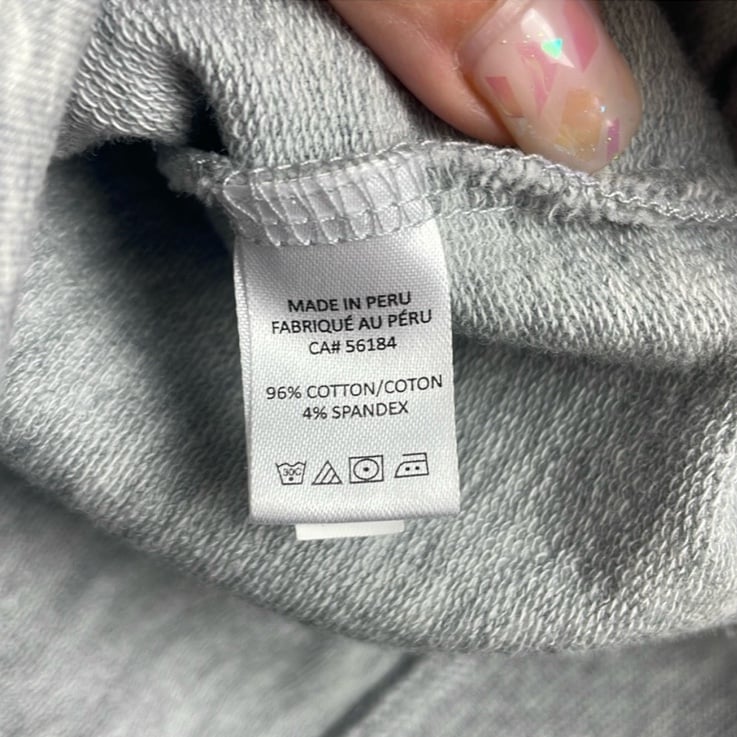 MADE IN PERU
FABRIQUÉ AU PÉRU
CA# 56184
96% COTTON/COTON
4% SPANDEX
30C